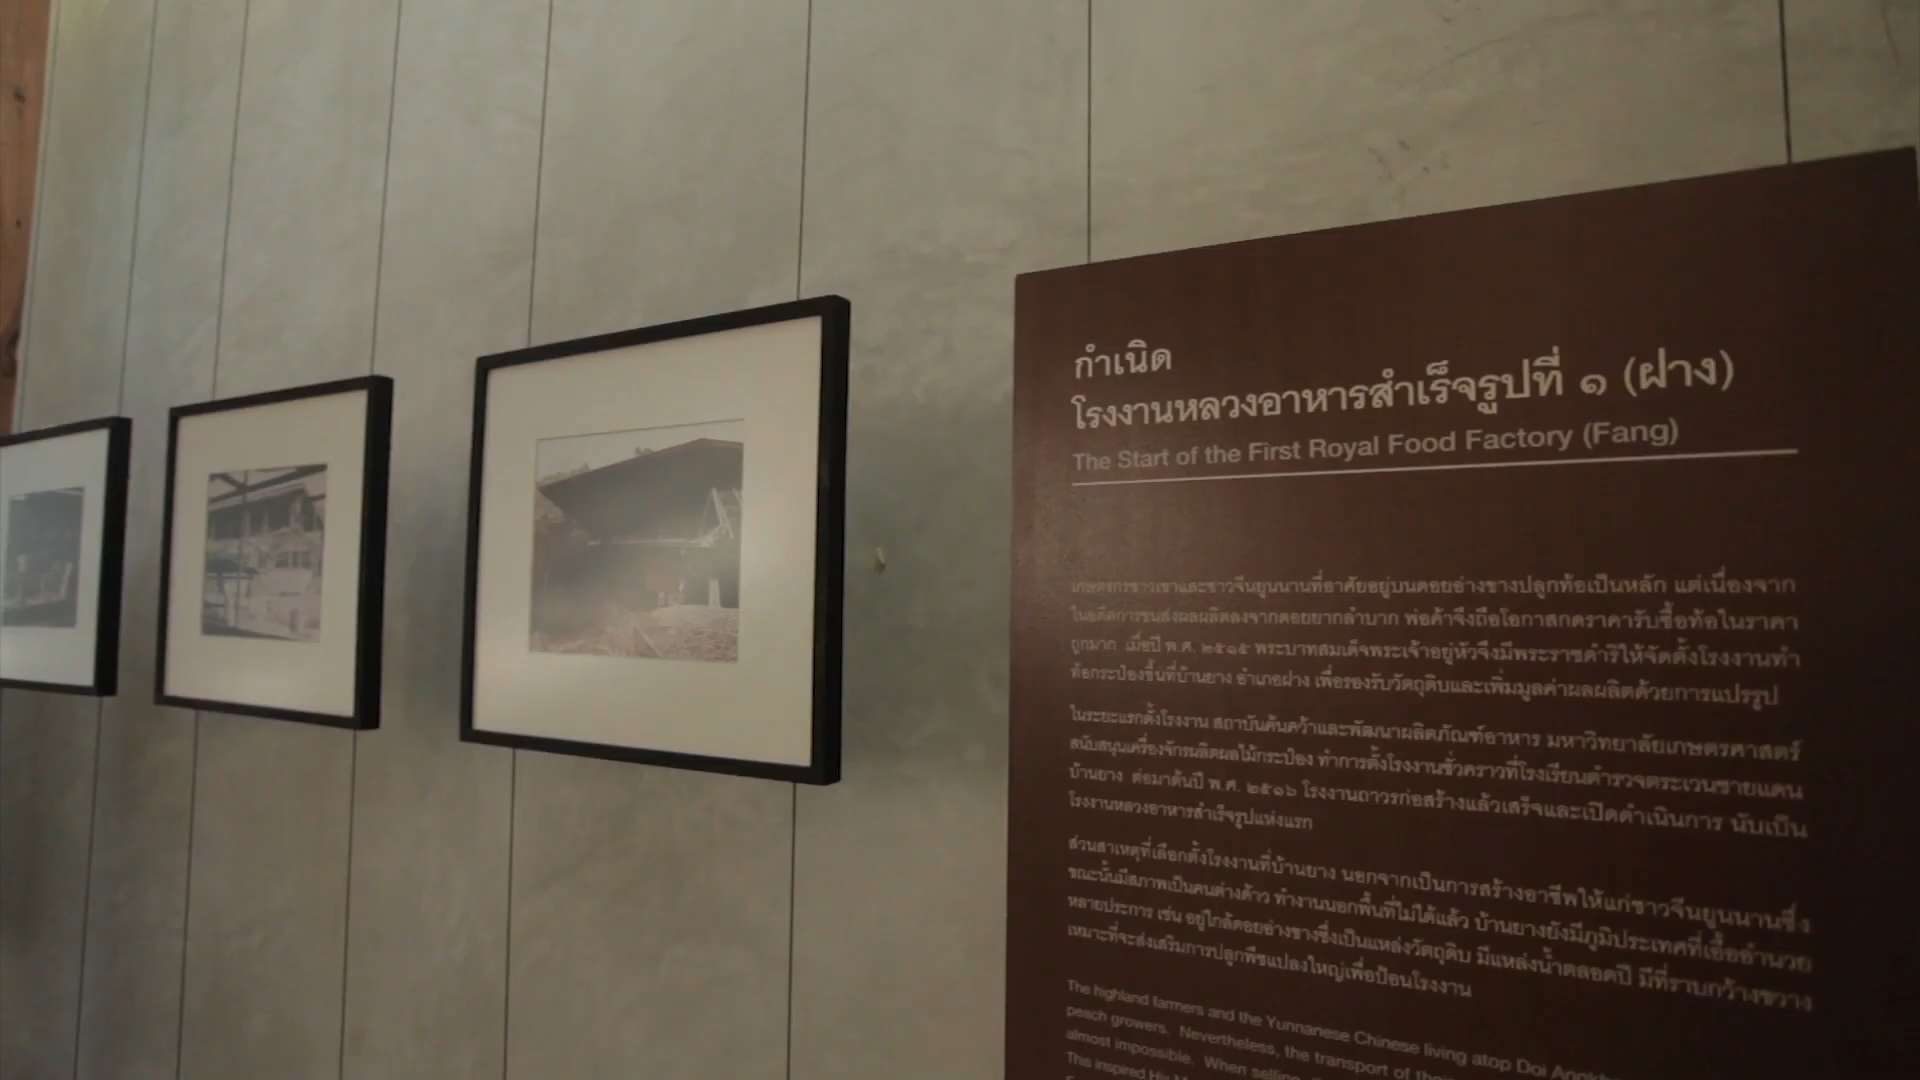 กำเนิด
โรงงานหลวงอาหารสำเร็จรูปที่ ๑ (ฝาง)
The Start of the First Royal Food Factory (Fang)
เกษตรกรชาวเขาและชาวจีนยูนนานที่อาศัยอยู่บนดอยอ่างขางปลูกท้อเป็นหลัก แต่เนื่องจาก
ในอดีตการขนส่งผลผลิตลงจากดอยยากลำบาก พ่อค้าจึงถือโอกาสกดราคารับซื้อท้อในราคา
ถูกมาก เมื่อปี พ.ศ. ๒๕๑๕ พระบาทสมเด็จพระเจ้าอยู่หัวจึงมีพระราชดำริให้จัดตั้งโรงงานทำ
ท้อกระป๋องขึ้นที่บ้านยาง อำเภอฝาง เพื่อรองรับวัตถุดิบและเพิ่มมูลค่าผลผลิตด้วยการแปรรูป
ในระยะแรกตั้งโรงงาน สถาบันค้นคว้าและพัฒนาผลิตภัณฑ์อาหาร มหาวิทยาลัยเกษตรศาสตร์
สนับสนุนเครื่องจักรผลิตผลไม้กระป๋อง ทำการตั้งโรงงานชั่วคราวที่โรงเรียนตำรวจตระเวนชายแดน
บ้านยาง ต่อมาต้นปี พ.ศ. ๒๕๑๖ โรงงานถาวรก่อสร้างแล้วเสร็จและเปิดดำเนินการ นับเป็น
โรงงานหลวงอาหารสำเร็จรูปแห่งแรก
ส่วนสาเหตุที่เลือกตั้งโรงงานที่บ้านยาง นอกจากเป็นการสร้างอาชีพให้แก่ชาวจีนยูนนานซึ่ง
ขณะนั้นมีสภาพเป็นคนต่างด้าว ทำงานนอกพื้นที่ไม่ได้แล้ว บ้านยางยังมีภูมิประเทศที่เอื้ออำนวย
หลายประการ เช่น อยู่ใกล้ดอยอ่างขางซึ่งเป็นแหล่งวัตถุดิบ มีแหล่งน้ำตลอดปี มีที่ราบกว้างขวาง
เหมาะที่จะส่งเสริมการปลูกพืชแปลงใหญ่เพื่อป้อนโรงงาน
The highland farmers and the Yunnanese Chinese living atop Doi
peach growers. Nevertheless, the transport of
almost impossible. When
This inspired His